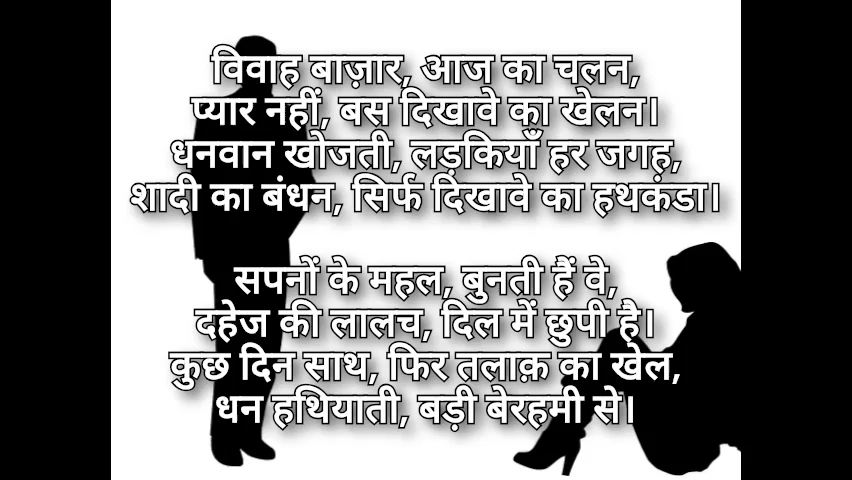 विवाह बाज़ार, आज का चलन,
प्यार नहीं, बस दिखावे का खेलन।
धनवान खोजती, लड़कियाँ हर जगह,
शादी का बंधन, सिर्फ दिखावे का हथकंडा।
सपनों के महल, बुनती हैं वे,
दहेज की लालच, दिल में छुपी है।
कुछ दिन साथ, फिर तलाक़ का खेल,
धन हथियाती, बड़ी बेरहमी से।